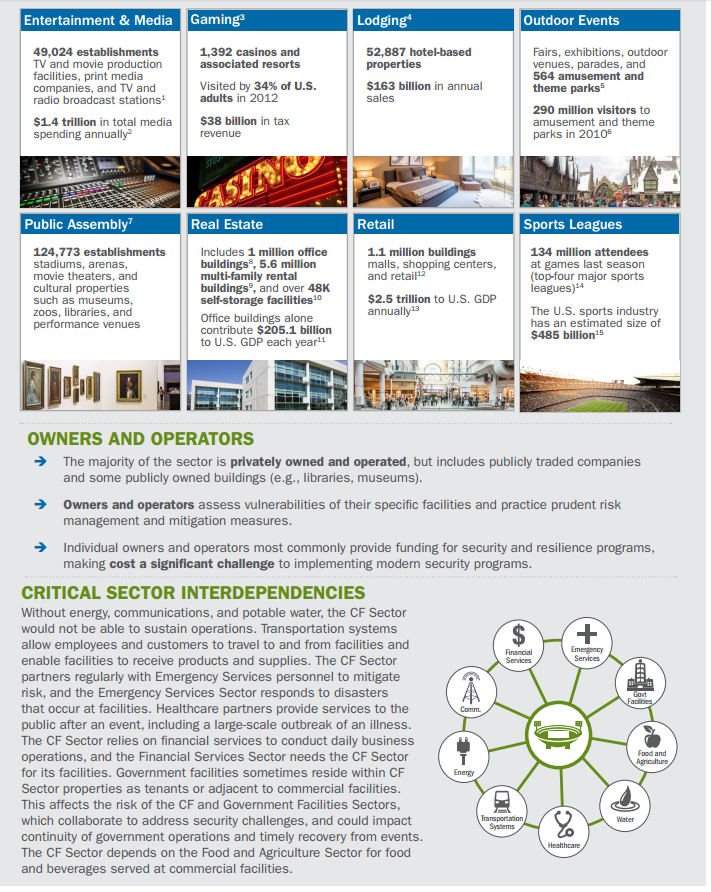 Entertainment & Media
49,024 establishments
TV and movie production
facilities, print media
companies, and TV and
radio broadcast stations1
$1.4 trillion in total media
spending annually2
Gaming3
1,392 casinos and
associated resorts
Visited by 34% of U.S.
adults in 2012
$38 billion in tax
revenue
CASINO
Lodging4
52,887 hotel-based
properties
$163 billion in annual
sales
Outdoor Events
Fairs, exhibitions, outdoor
venues, parades, and
564 amusement and
theme parks5
290 million visitors to
amusement and theme
parks in 20106
Public Assembly7
124,773 establishments
stadiums, arenas,
movie theaters, and
cultural properties
such as museums,
zoos, libraries, and
performance venues
Real Estate
Includes 1 million office
buildings8, 5.6 million
multi-family rental
buildings9, and over 48K
self-storage facilities10
Office buildings alone
contribute $205.1 billion
to U.S. GDP each year11
Retail
1.1 million buildings
malls, shopping centers,
and retail12
$2.5 trillion to U.S. GDP
annually13
Sports Leagues
134 million attendees
at games last season
(top-four major sports
leagues)14
The U.S. sports industry
has an estimated size of
$485 billion15
OWNERS AND OPERATORS
The majority of the sector is privately owned and operated, but includes publicly traded companies
and some publicly owned buildings (e.g., libraries, museums).
Owners and operators assess vulnerabilities of their specific facilities and practice prudent risk
management and mitigation measures.
Individual owners and operators most commonly provide funding for security and resilience programs,
making cost a significant challenge to implementing modern security programs.
CRITICAL SECTOR INTERDEPENDENCIES
Without energy, communications, and potable water, the CF Sector
would not be able to sustain operations. Transportation systems
allow employees and customers to travel to and from facilities and
enable facilities to receive products and supplies. The CF Sector
partners regularly with Emergency Services personnel to mitigate
risk, and the Emergency Services Sector responds to disasters
that occur at facilities. Healthcare partners provide services to the
public after an event, including a large-scale outbreak of an illness.
The CF Sector relies on financial services to conduct daily business
operations, and the Financial Services Sector needs the CF Sector
for its facilities. Government facilities sometimes reside within CF
Sector properties as tenants or adjacent to commercial facilities.
This affects the risk of the CF and Government Facilities Sectors,
which collaborate to address security challenges, and could impact
continuity of government operations and timely recovery from events.
The CF Sector depends on the Food and Agriculture Sector for food
and beverages served at commercial facilities.
$
Financial
Services
Emergency
Services
Govt
Facilities
Food and
Agriculture
Water
Healthcare
Transportation
Systems
Energy
Comm.